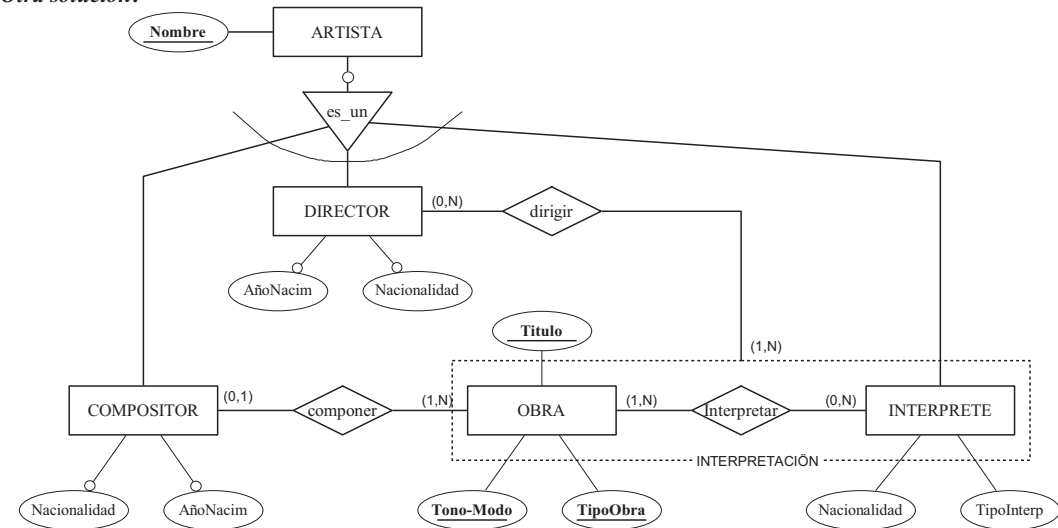 Otra solución:
Nombre
ARTISTA
es_un
DIRECTOR
(0,N)
dirigir
AñoNacim
Nacionalidad
Titulo
(1,N)
COMPOSITOR
(0,1)
componer
(1,N)
OBRA
(1,N)
Interpretar
(0,N)
INTERPRETE
INTERPRETACIÖN
Nacionalidad
AñoNacim
Tono-Modo
TipoObra
Nacionalidad
TipoInterp